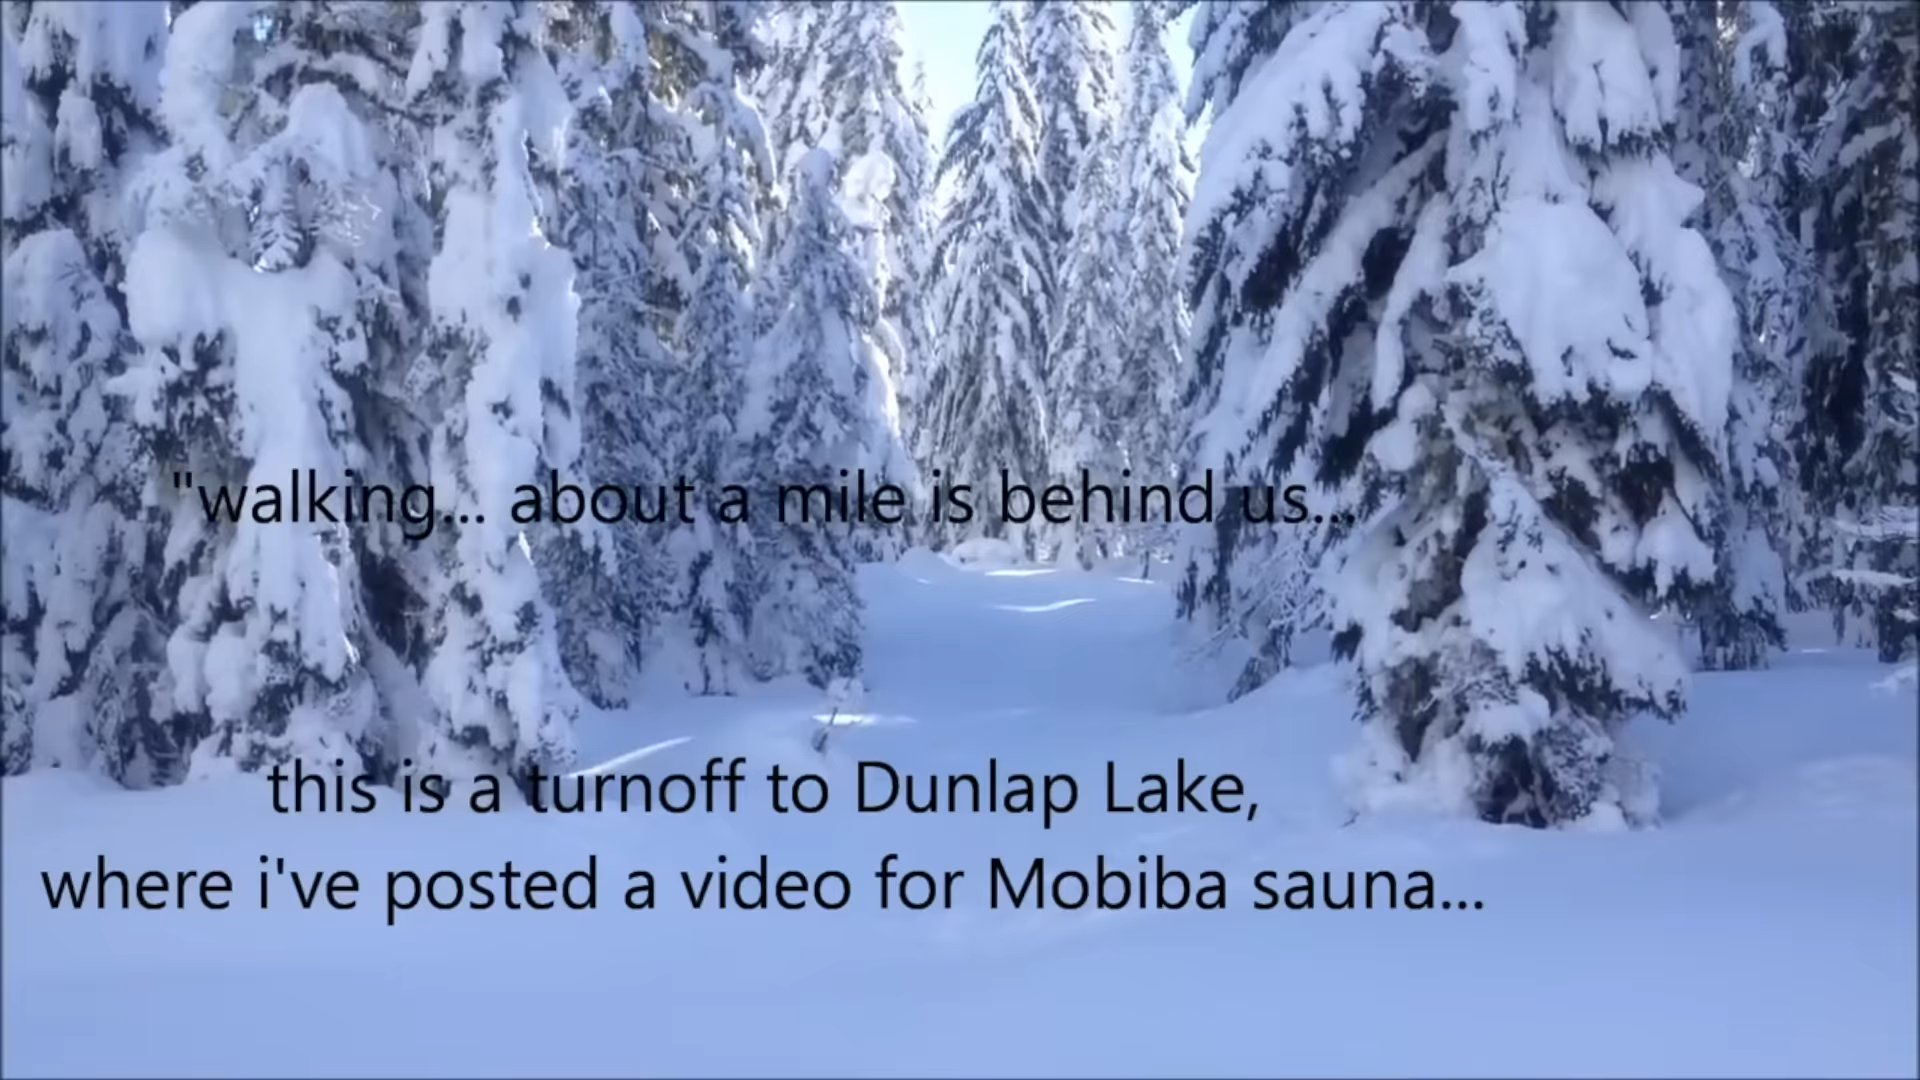 "walking... about a mile is behind us...
this is a turnoff to Dunlap Lake,
where i've posted a video for Mobiba sauna...